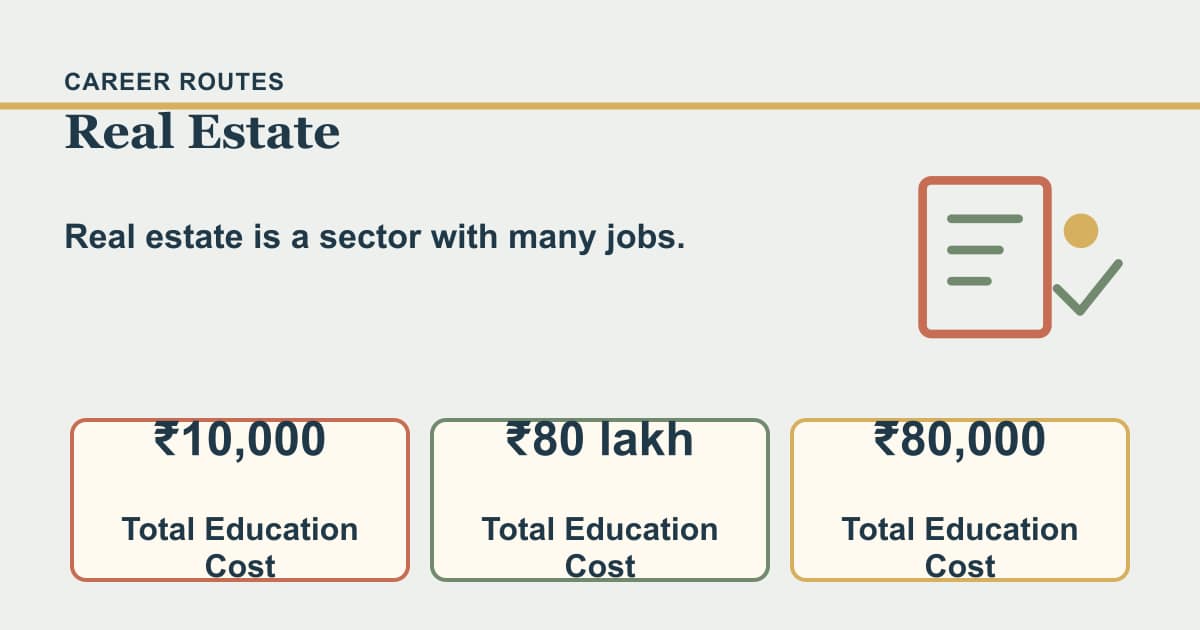 CAREER ROUTES
Real Estate
Real estate is a sector with many jobs.
₹10,000
Total Education
Cost
₹80 lakh
Total Education
Cost
₹80,000
Total Education
Cost